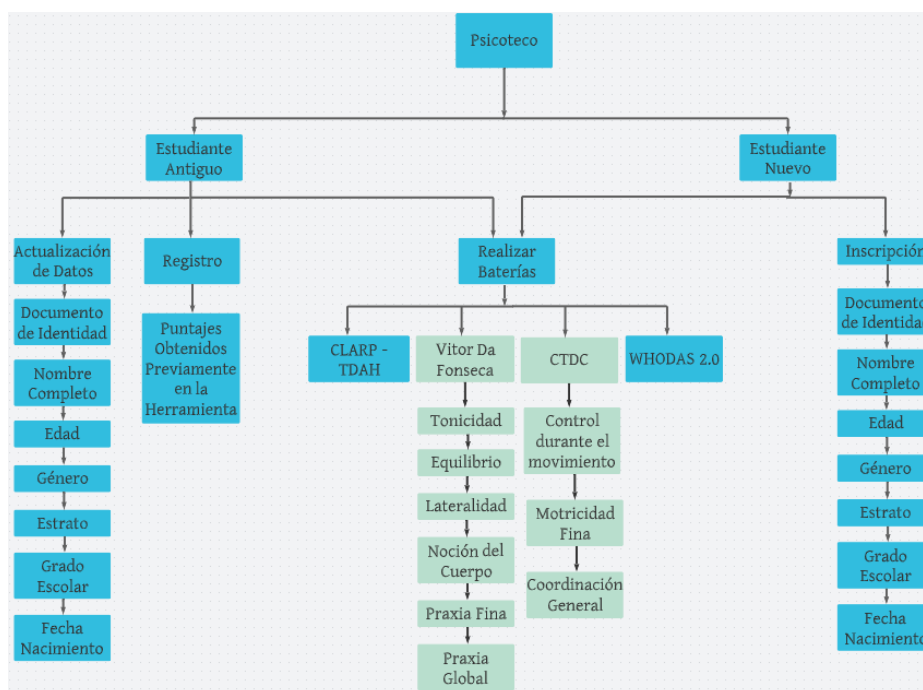 Psicoteco
Estudiante
Antiguo
Estudiante
Nuevo
Actualización
de Datos
Registro
Realizar
Baterías
Inscripción
Documento
de Identidad
Nombre
Completo
Edad
Género
Estrato
Grado
Escolar
Fecha
Nacimiento
Puntajes
Obtenidos
Previamente
en la
Herramienta
CLARP -
TDAH
Vitor Da
Fonseca
CTDC
WHODAS 2.0
Tonicidad
Equilibrio
Lateralidad
Noción del
Cuerpo
Praxia Fina
Praxia
Global
Control
durante el
movimiento
Motricidad
Fina
Coordinación
General
Documento
de Identidad
Nombre
Completo
Edad
Género
Estrato
Grado
Escolar
Fecha
Nacimiento